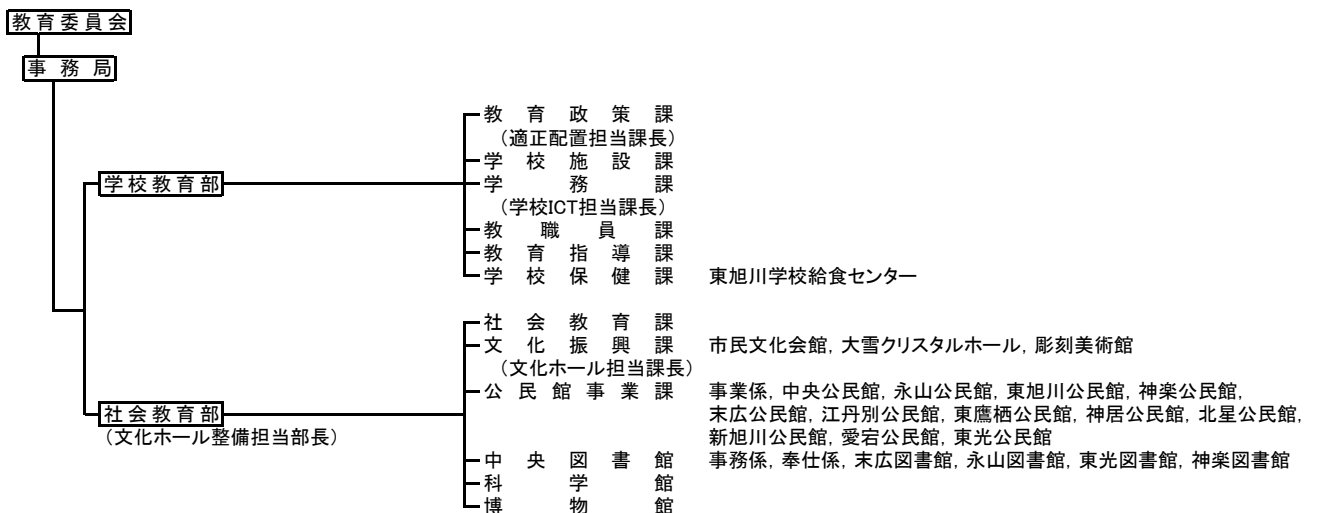 教育委員会
事務局
教育政策課
（適正配置担当課長）
学校施設課
学校教育部
学務課
（学校ICT担当課長）
教職員課
教育指導課
学校保健課 東旭川学校給食センター
社会教育課
文化振興課 市民文化会館, 大雪クリスタルホール, 彫刻美術館
（文化ホール担当課長）
公民館事業課 事業係, 中央公民館, 永山公民館, 東旭川公民館, 神楽公民館,
社会教育部 末広公民館, 江丹別公民館, 東鷹栖公民館, 神居公民館, 北星公民館,
（文化ホール整備担当部長） 新旭川公民館, 愛宕公民館, 東光公民館
中央図書館 事務係, 奉仕係, 末広図書館, 永山図書館, 東光図書館, 神楽図書館
科学館
博物館